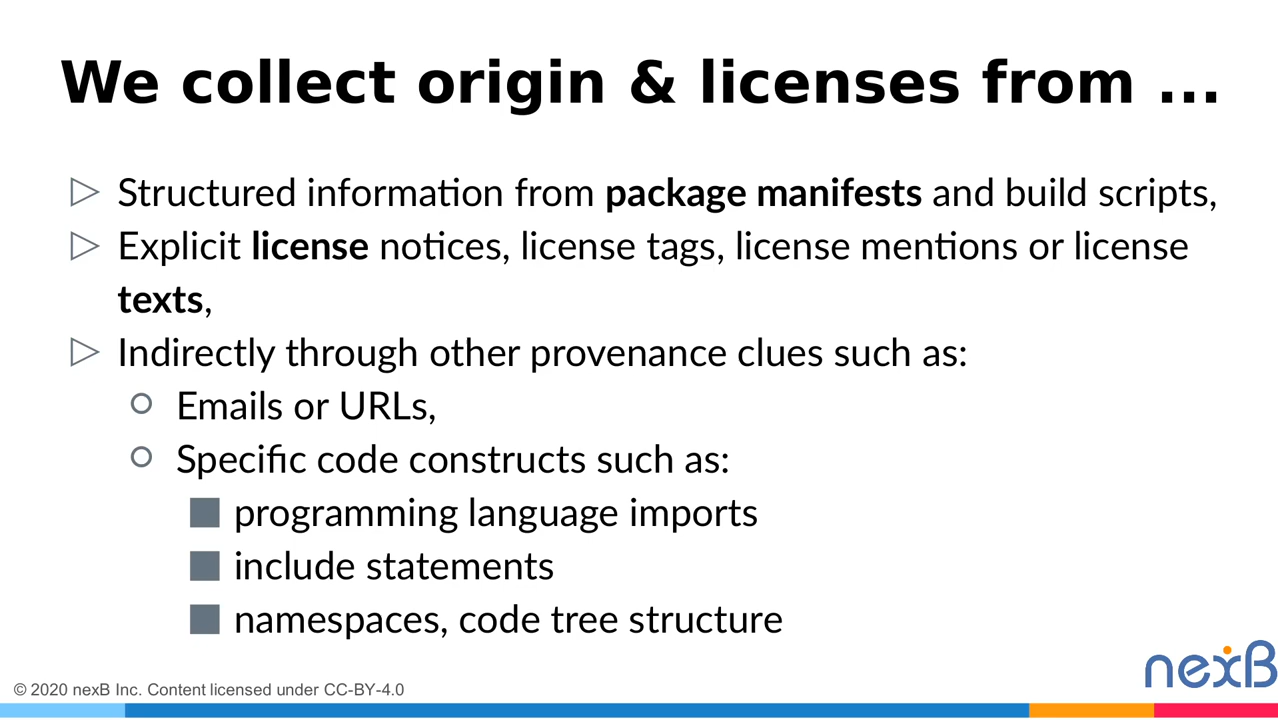 We collect origin & licenses from ...
Structured information from package manifests and build scripts,
Explicit license notices, license tags, license mentions or license
texts,
Indirectly through other provenance clues such as:
Emails or URLs,
Specific code constructs such as:
programming language imports
include statements
namespaces, code tree structure
nexB
© 2020 nexB Inc. Content licensed under CC-BY-4.0